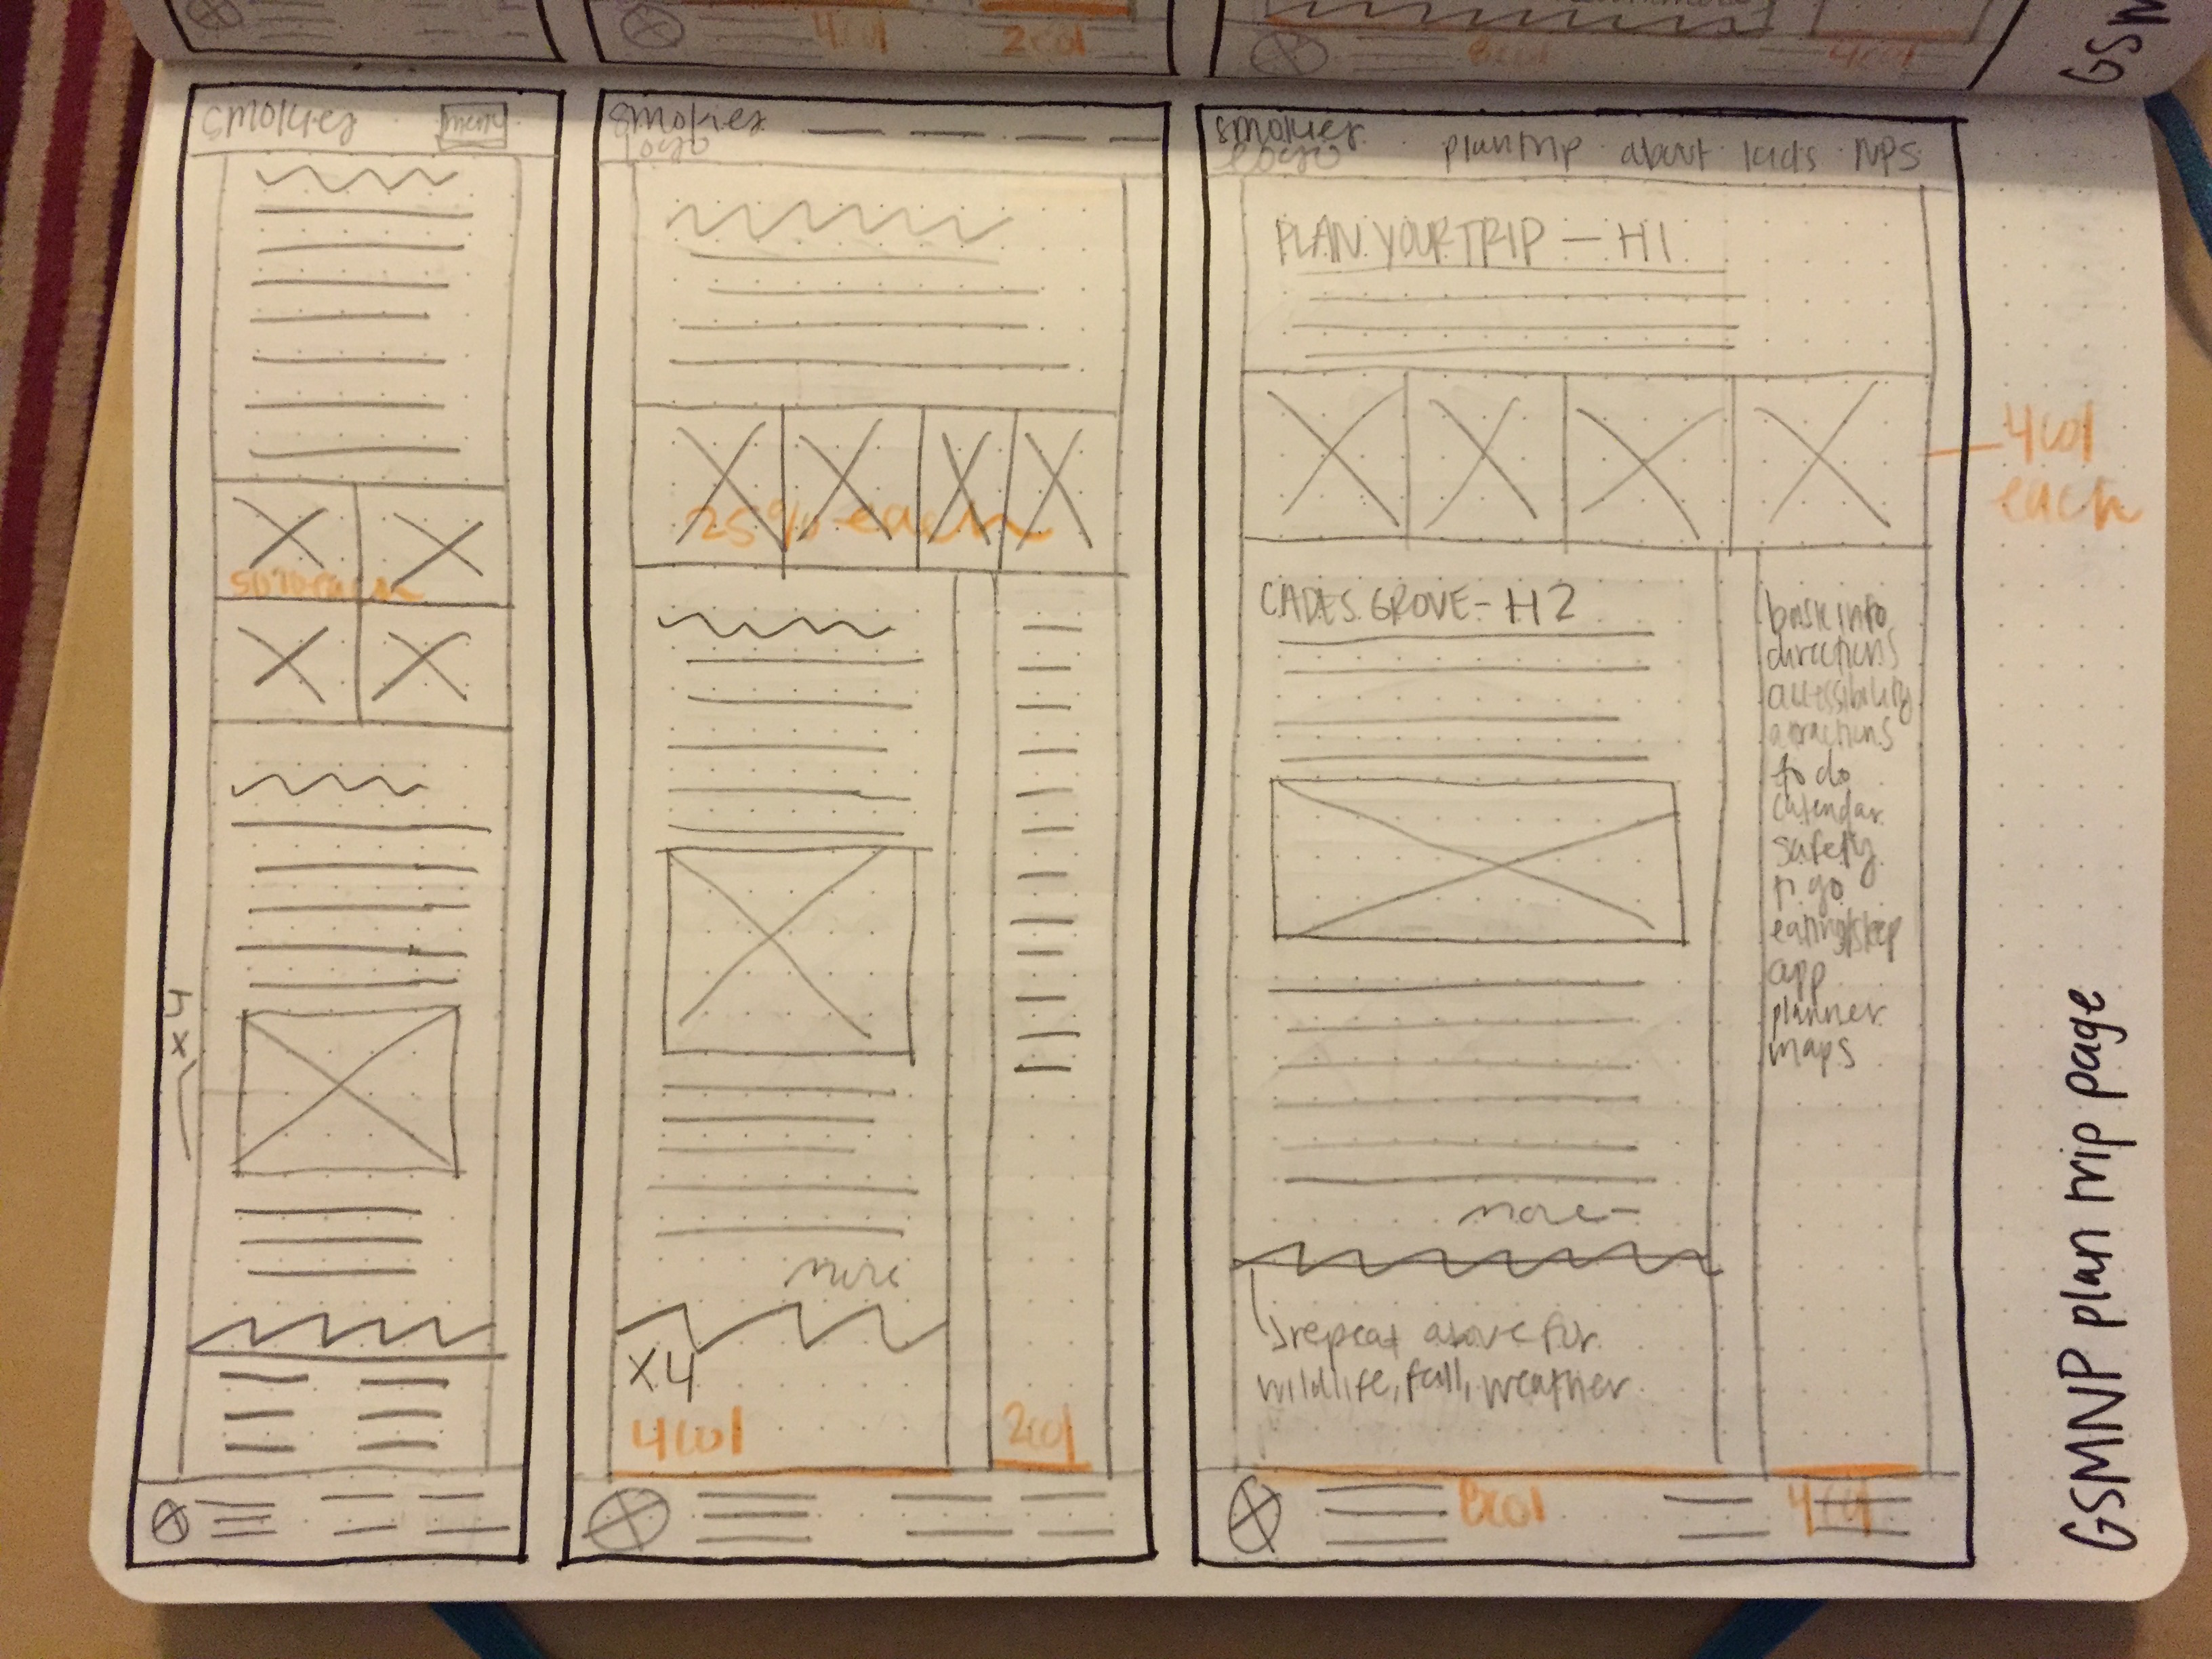 4col
2col
8col
4col
GSM
smokies
menu
50% each
x4
smokies
logo
25% each
more
x4
4col
2col
smokies
logo
plan trip about kids NPS
PLAN YOUR TRIP - H1
4col
each
CADES GROVE - H2
basic info
directions
accessibility
attractions
to do
calendar
safety
to go
eating/sleep
app
planner
maps
more-
repeat above for
wildlife, fall, weather
8col
4col
GSMNP plan trip page